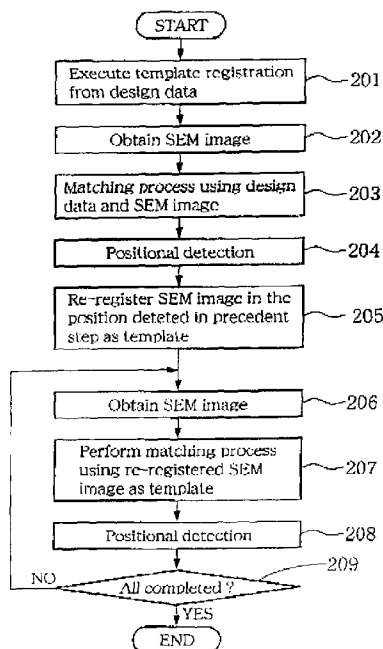 START
Execute template registration
from design data
201
Obtain SEM image
202
Matching process using design
data and SEM image
203
Positional detection
204
Re-register SEM image in the
position deteted in precedent
step as template
205
Obtain SEM image
206
Perform matching process
using re-registered SEM
image as template
207
Positional detection
208
All completed ?
209
NO
YES
END